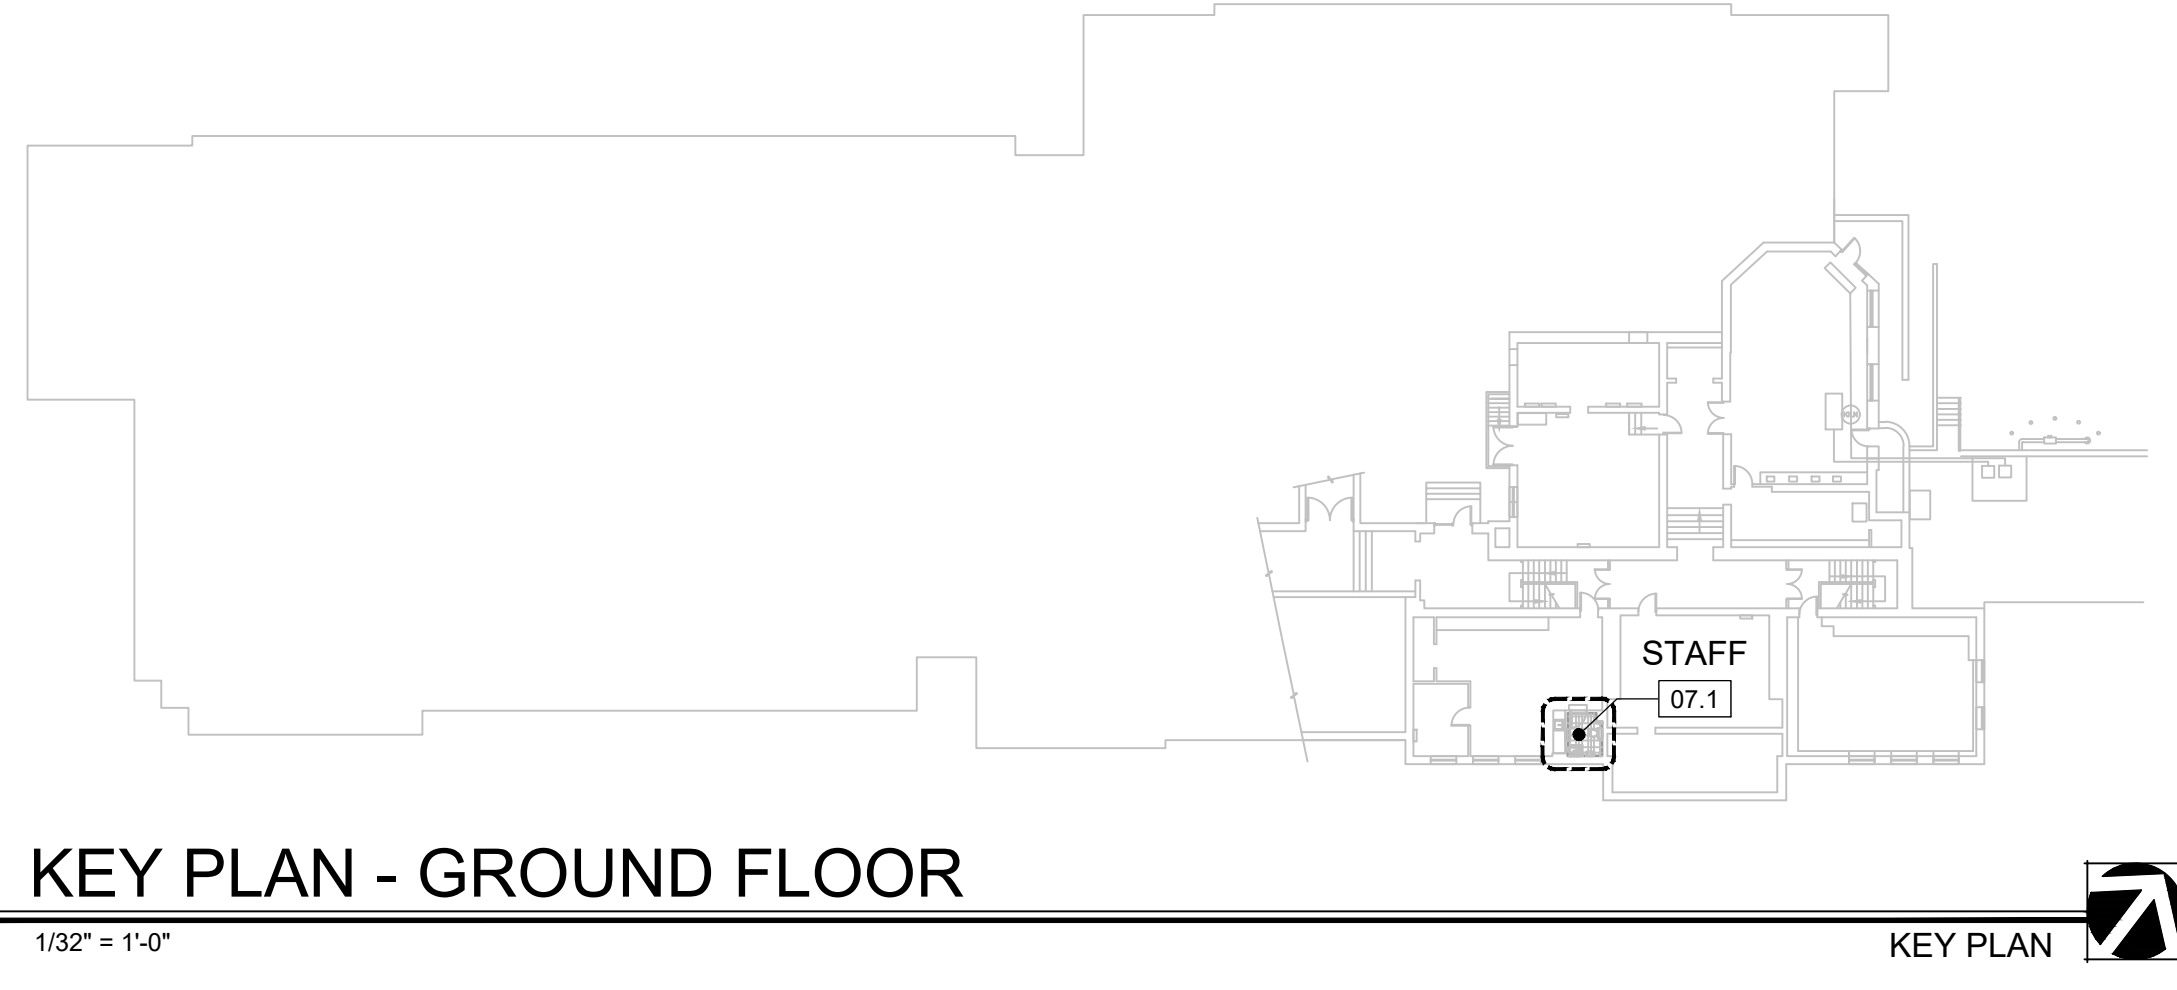 STAFF
07.1
KEY PLAN - GROUND FLOOR
1/32" = 1'-0"
KEY PLAN